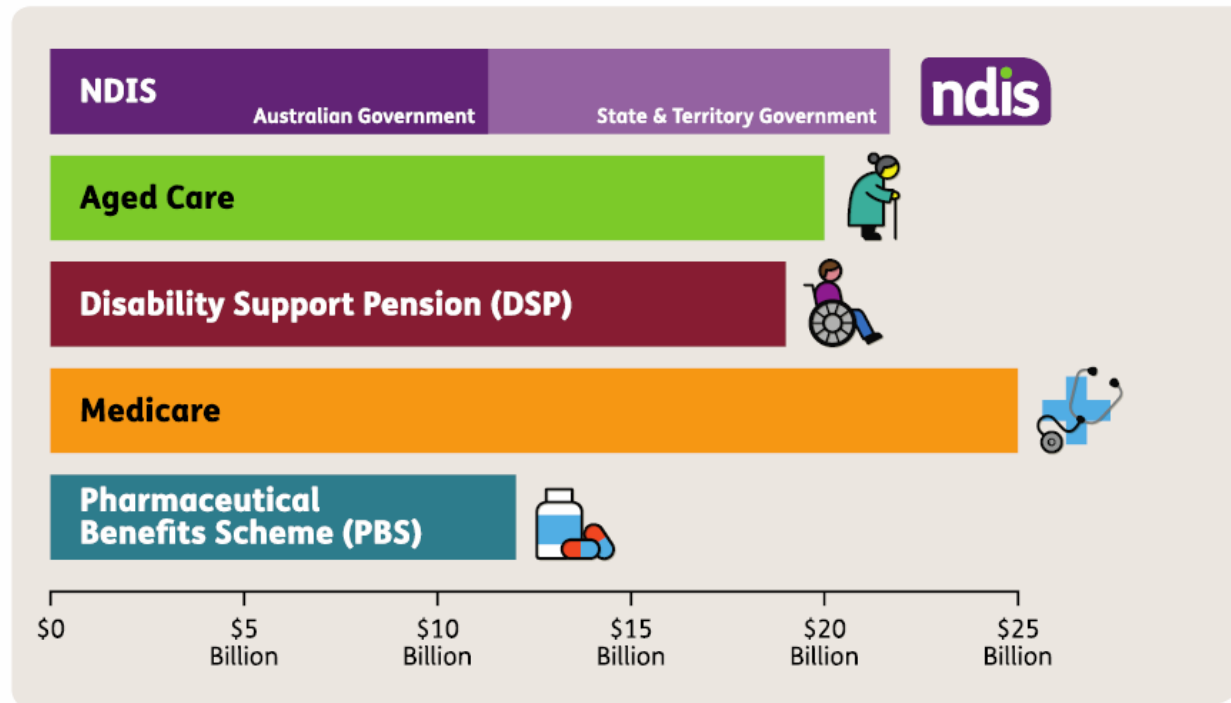 NDIS
Australian Government
State & Territory Government
ndis
Aged Care
Disability Support Pension (DSP)
Medicare
Pharmaceutical
Benefits Scheme (PBS)
$0
$5
Billion
$10
Billion
$15
Billion
$20
Billion
$25
Billion